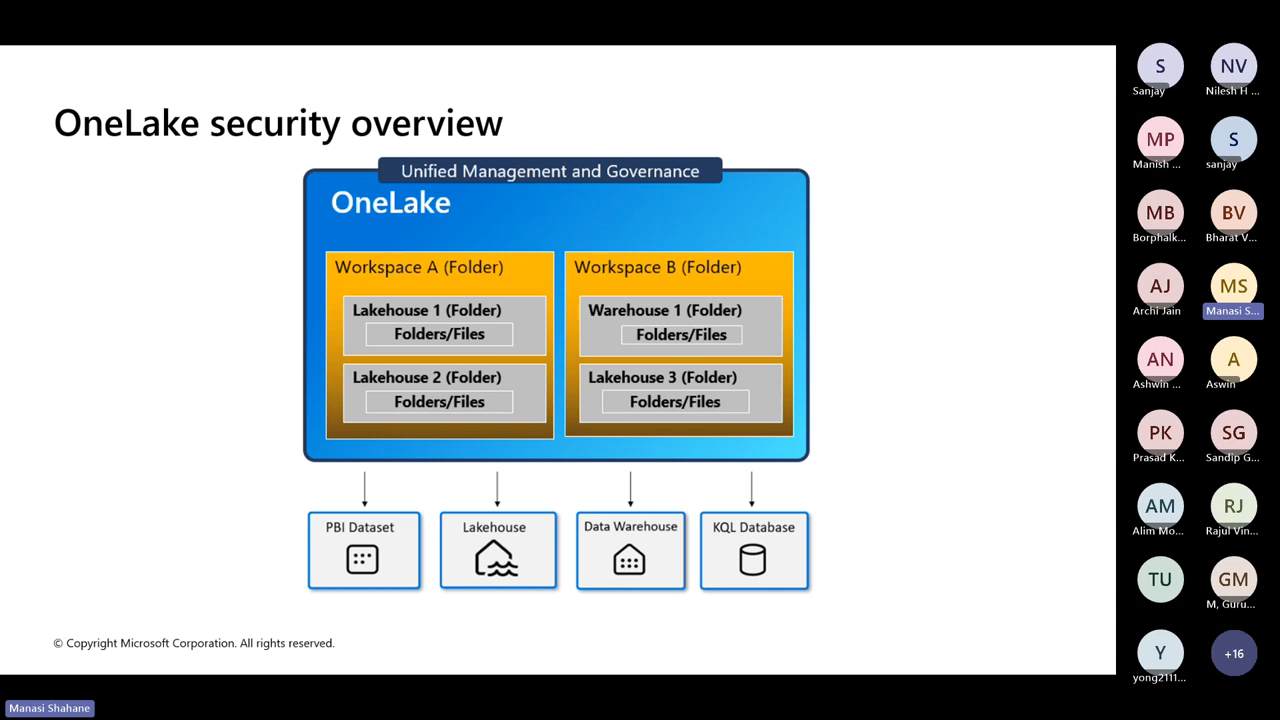 OneLake security overview
Unified Management and Governance
OneLake
Workspace A (Folder)
Lakehouse 1 (Folder)
Folders/Files
Lakehouse 2 (Folder)
Folders/Files
Workspace B (Folder)
Warehouse 1 (Folder)
Folders/Files
Lakehouse 3 (Folder)
Folders/Files
PBI Dataset
Lakehouse
Data Warehouse
KQL Database
© Copyright Microsoft Corporation. All rights reserved.
Manasi Shahane
S
Sanjay
NV
Nilesh H ...
MP
Manish ...
S
sanjay
MB
Borphalk...
BV
Bharat V...
AJ
Archi Jain
MS
Manasi S...
AN
Ashwin ...
A
Aswin
PK
Prasad K...
SG
Sandip G...
AM
Alim Mo...
RJ
Rajul Vin...
TU
GM
M, Guru...
Y
yong2111...
+16